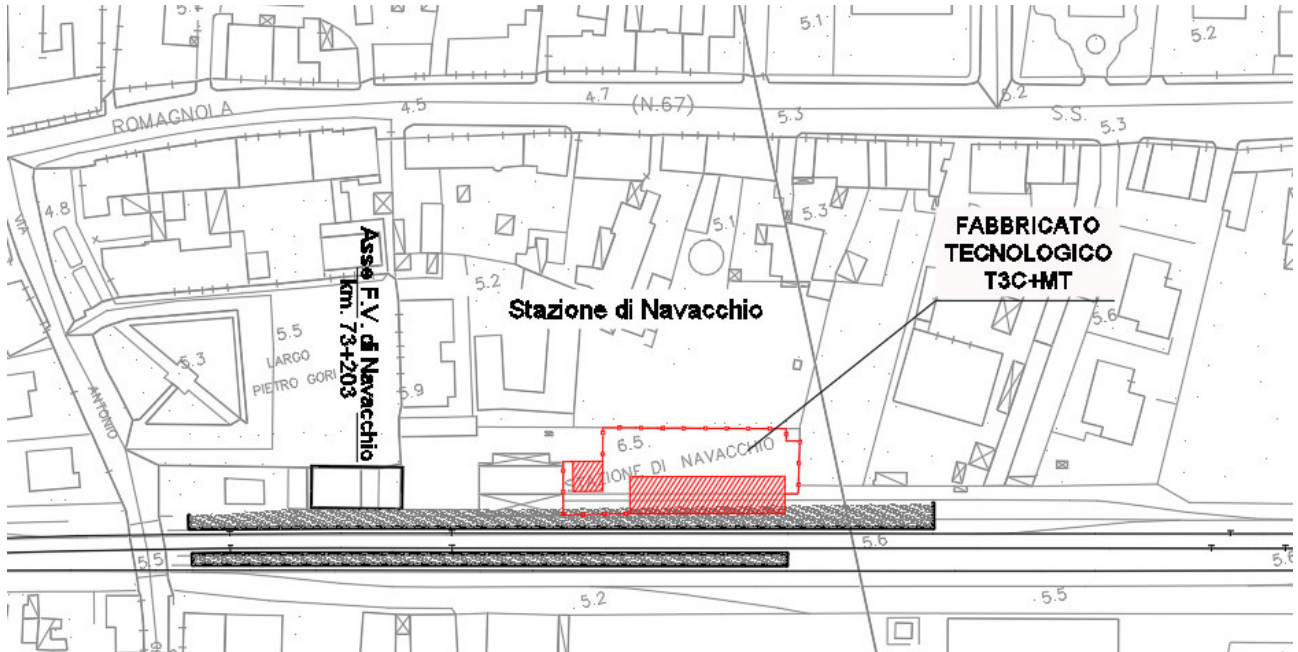 5.1
5.2
ROMAGNOLA
4.5
4.7
(N.67)
5.3
5.2
S.S.
5.3
4.8
VIA
5.1
5.3
FABBRICATO
TECNOLOGICO
T3C+MT
Asse F.V. di Navacchio
km. 73+203
5.2
Stazione di Navacchio
5.6
5.5
5.3
LARGO
PIETRO GORI
5.9
ANTONIO
6.5
STAZIONE DI NAVACCHIO
5.6
5.5
5.6
5.2
5.5